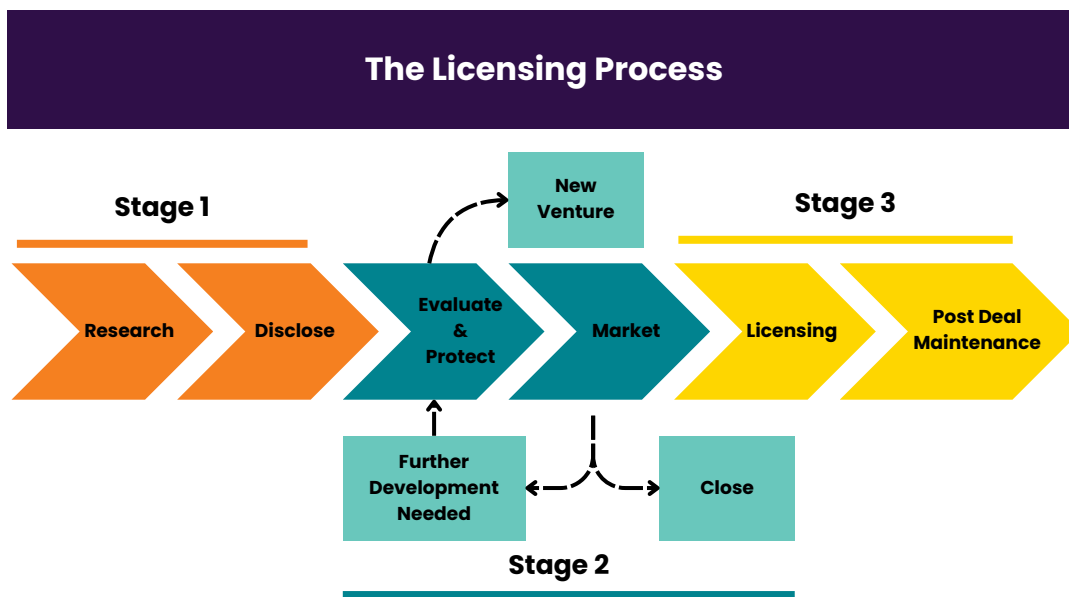 The Licensing Process
Stage 1
New
Venture
Stage 3
Research
Disclose
Evaluate
&
Protect
Market
Licensing
Post Deal
Maintenance
Further
Development
Needed
Close
Stage 2